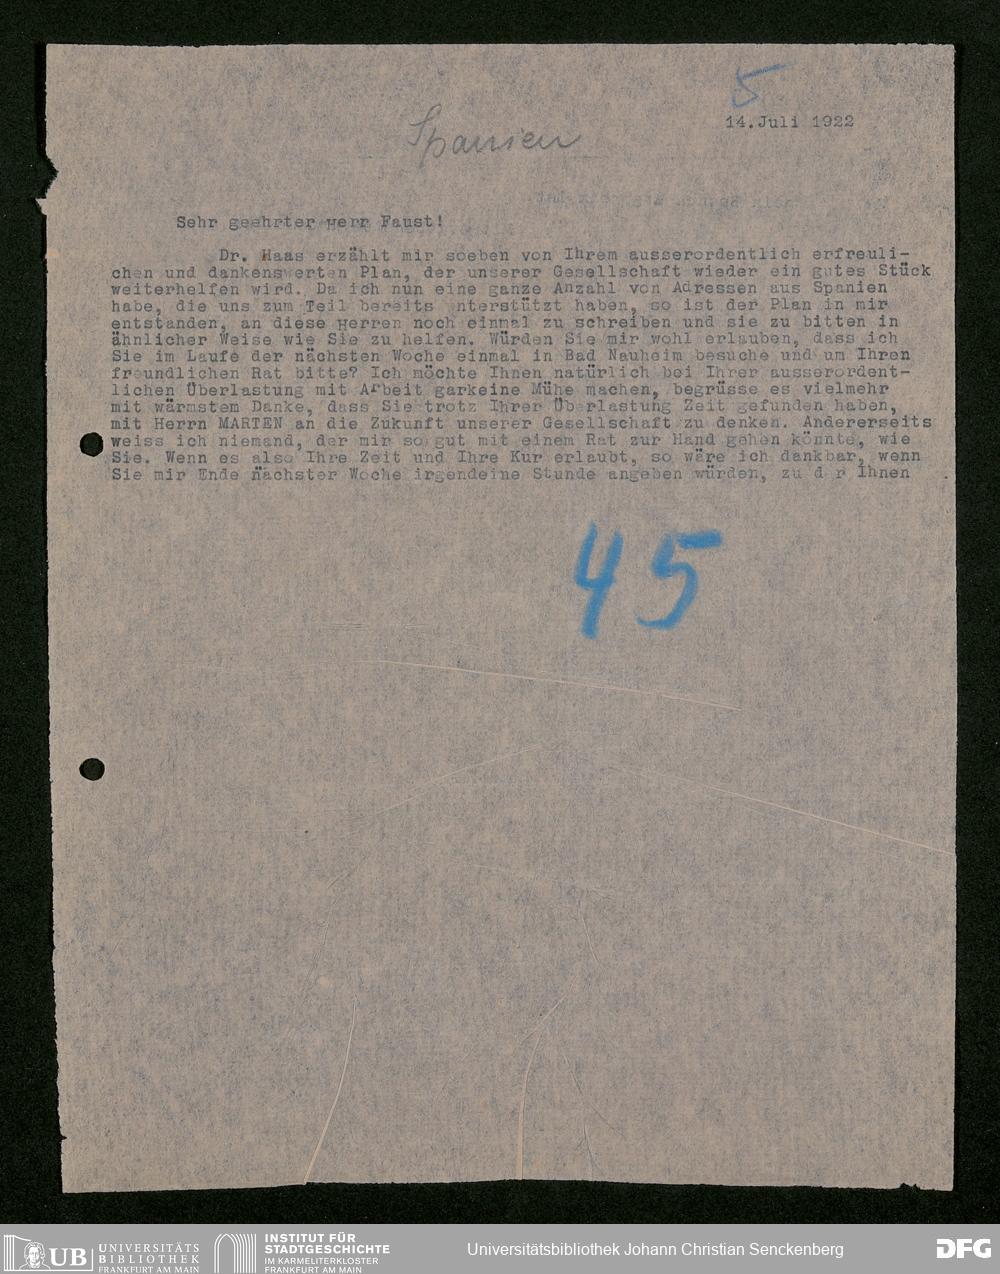 5
14.Juli 1922
Spanien
Sehr geehrter Herr Faust!
Dr. Haas erzählt mir soeben von Ihrem ausserordentlich erfreuli-
chen und dankenswerten Plan, der unserer Gesellschaft wieder ein gutes Stück
weiterhelfen wird. Da ich nun eine ganze Anzahl von Adressen aus Spanien
habe, die uns zum Teil bereits nterstützt haben, so ist der Plan in mir
entstanden, an diese Herren noch einmal zu schreiben und sie zu bitten in
ähnlicher Weise wie Sie zu helfen. Würden Sie mir wohl erlauben, dass ich
Sie im Laufe der nächsten Woche einmal in Bad Nauheim besuche und um Ihren
freundlichen Rat bitte? Ich möchte Ihnen natürlich bei Ihrer ausserordent-
lichen Überlastung mit Arbeit garkeine Mühe machen, begrüsse es vielmehr
mit wärmstem Danke, dass Sie trotz Ihrer Überlastung Zeit gefunden haben,
mit Herrn MARTEN an die Zukunft unserer Gesellschaft zu denken. Andererseits
weiss ich niemand, der mir so gut mit einem Rat zur Hand gehen könnte, wie
Sie. Wenn es also Ihre Zeit und Ihre Kur erlaubt, so wäre ich dankbar, wenn
Sie mir Ende nächster Woche irgendeine Stunde angeben würden, zu d r Ihnen
45
UB UNIVERSITÄTS
BIBLIOTHEK
FRANKFURT AM MAIN
INSTITUT FÜR
STADTGESCHICHTE
IM KARMELITERKLOSTER
FRANKFURT AM MAIN
Universitätsbibliothek Johann Christian Senckenberg
DFG